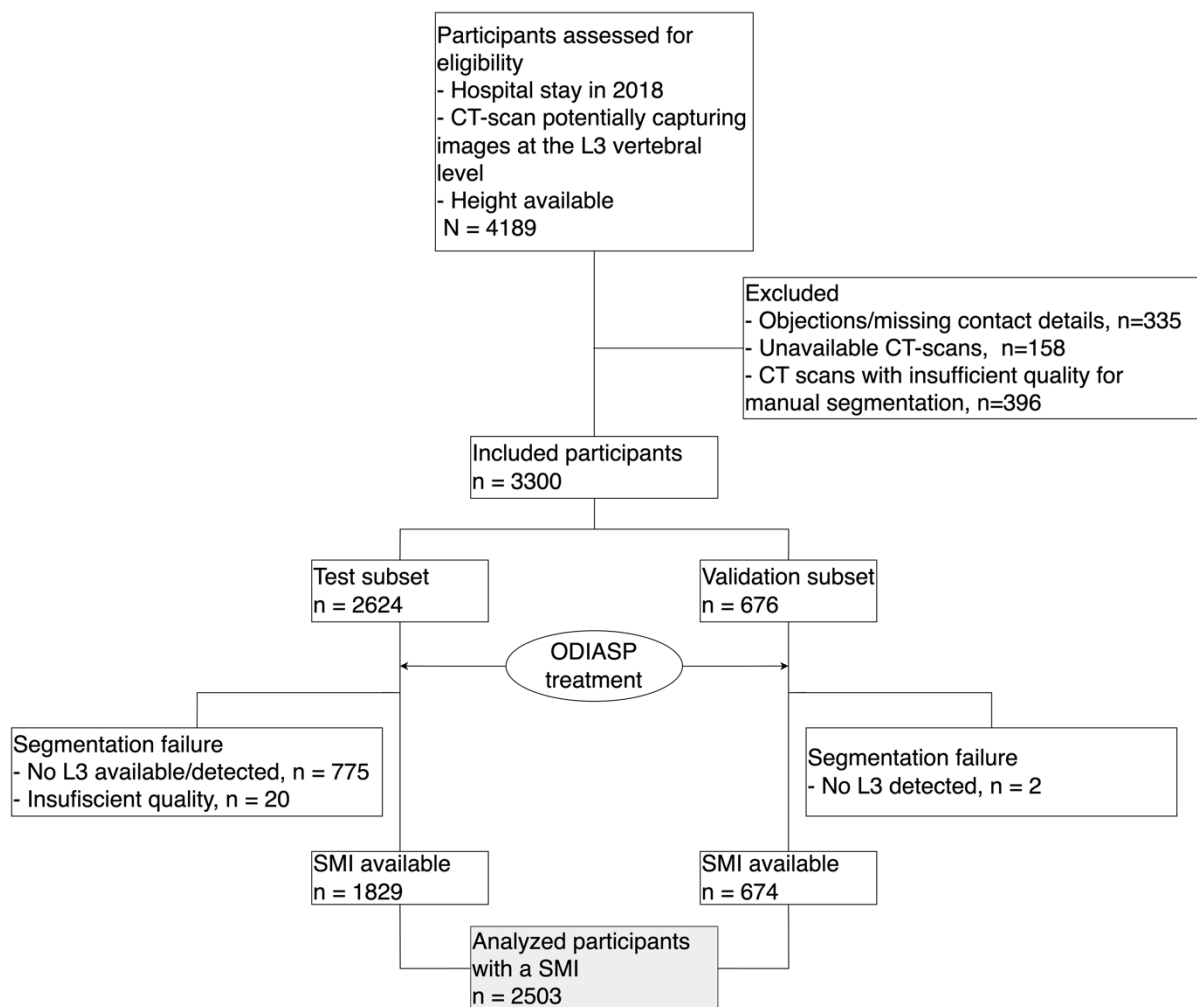 Participants assessed for
eligibility
- Hospital stay in 2018
- CT-scan potentially capturing
images at the L3 vertebral
level
- Height available
N = 4189
Excluded
- Objections/missing contact details, n=335
- Unavailable CT-scans,  n=158
- CT scans with insufficient quality for
manual segmentation, n=396
Included participants
n = 3300
Test subset
n = 2624
Validation subset
n = 676
ODIASP
treatment
Segmentation failure
- No L3 available/detected, n = 775
- Insufiscient quality, n = 20
Segmentation failure
- No L3 detected, n = 2
SMI available
n = 1829
SMI available
n = 674
Analyzed participants
with a SMI
n = 2503